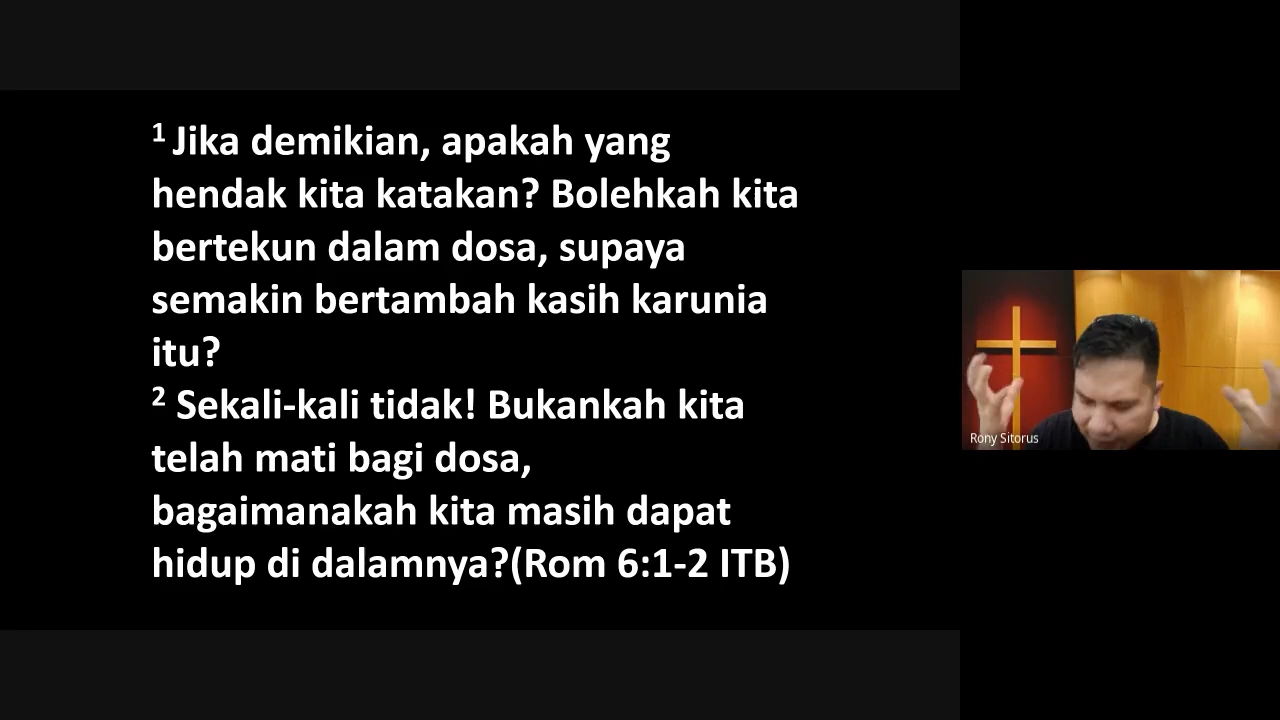 1 Jika demikian, apakah yang
hendak kita katakan? Bolehkah kita
bertekun dalam dosa, supaya
semakin bertambah kasih karunia
itu?
2 Sekali-kali tidak! Bukankah kita
telah mati bagi dosa,
bagaimanakah kita masih dapat
hidup di dalamnya?(Rom 6:1-2 ITB)
Rony Sitorus